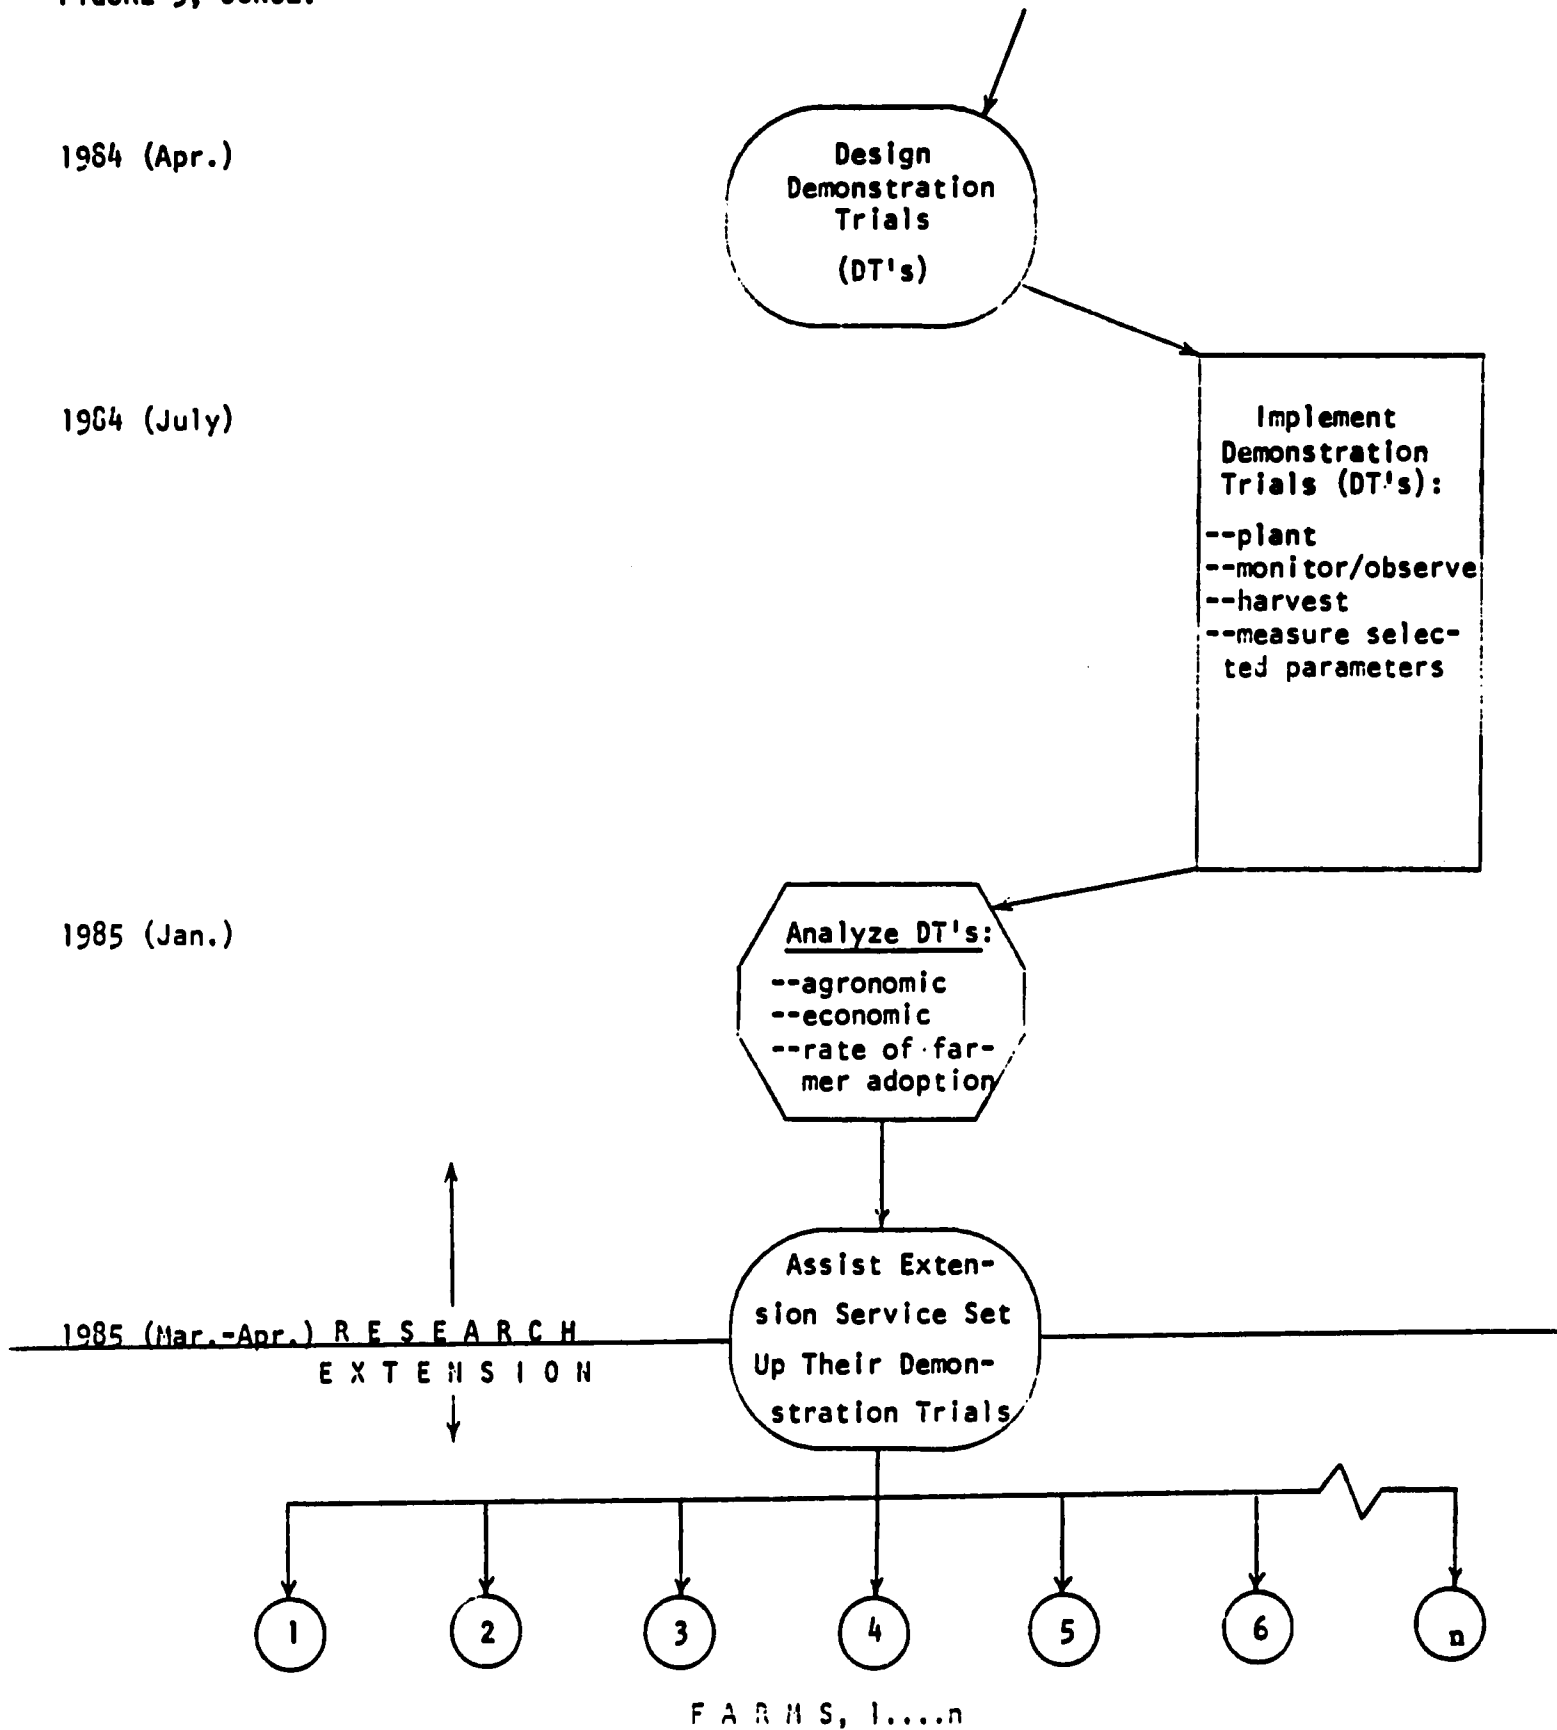 1984 (Apr.)
Design
Demonstration
Trials
(DT's)
1984 (July)
Implement
Demonstration
Trials (DT's):
--plant
--monitor/observe
--harvest
--measure selec-
ted parameters
1985 (Jan.)
Analyze DT's:
--agronomic
--economic
--rate of far-
mer adoption
Assist Exten-
sion Service Set
Up Their Demon-
stration Trials
1985 (Mar.-Apr.) R E S E A R C H
E X T E N S I O N
1 2 3 4 5 6 n
F A R M S, 1....n